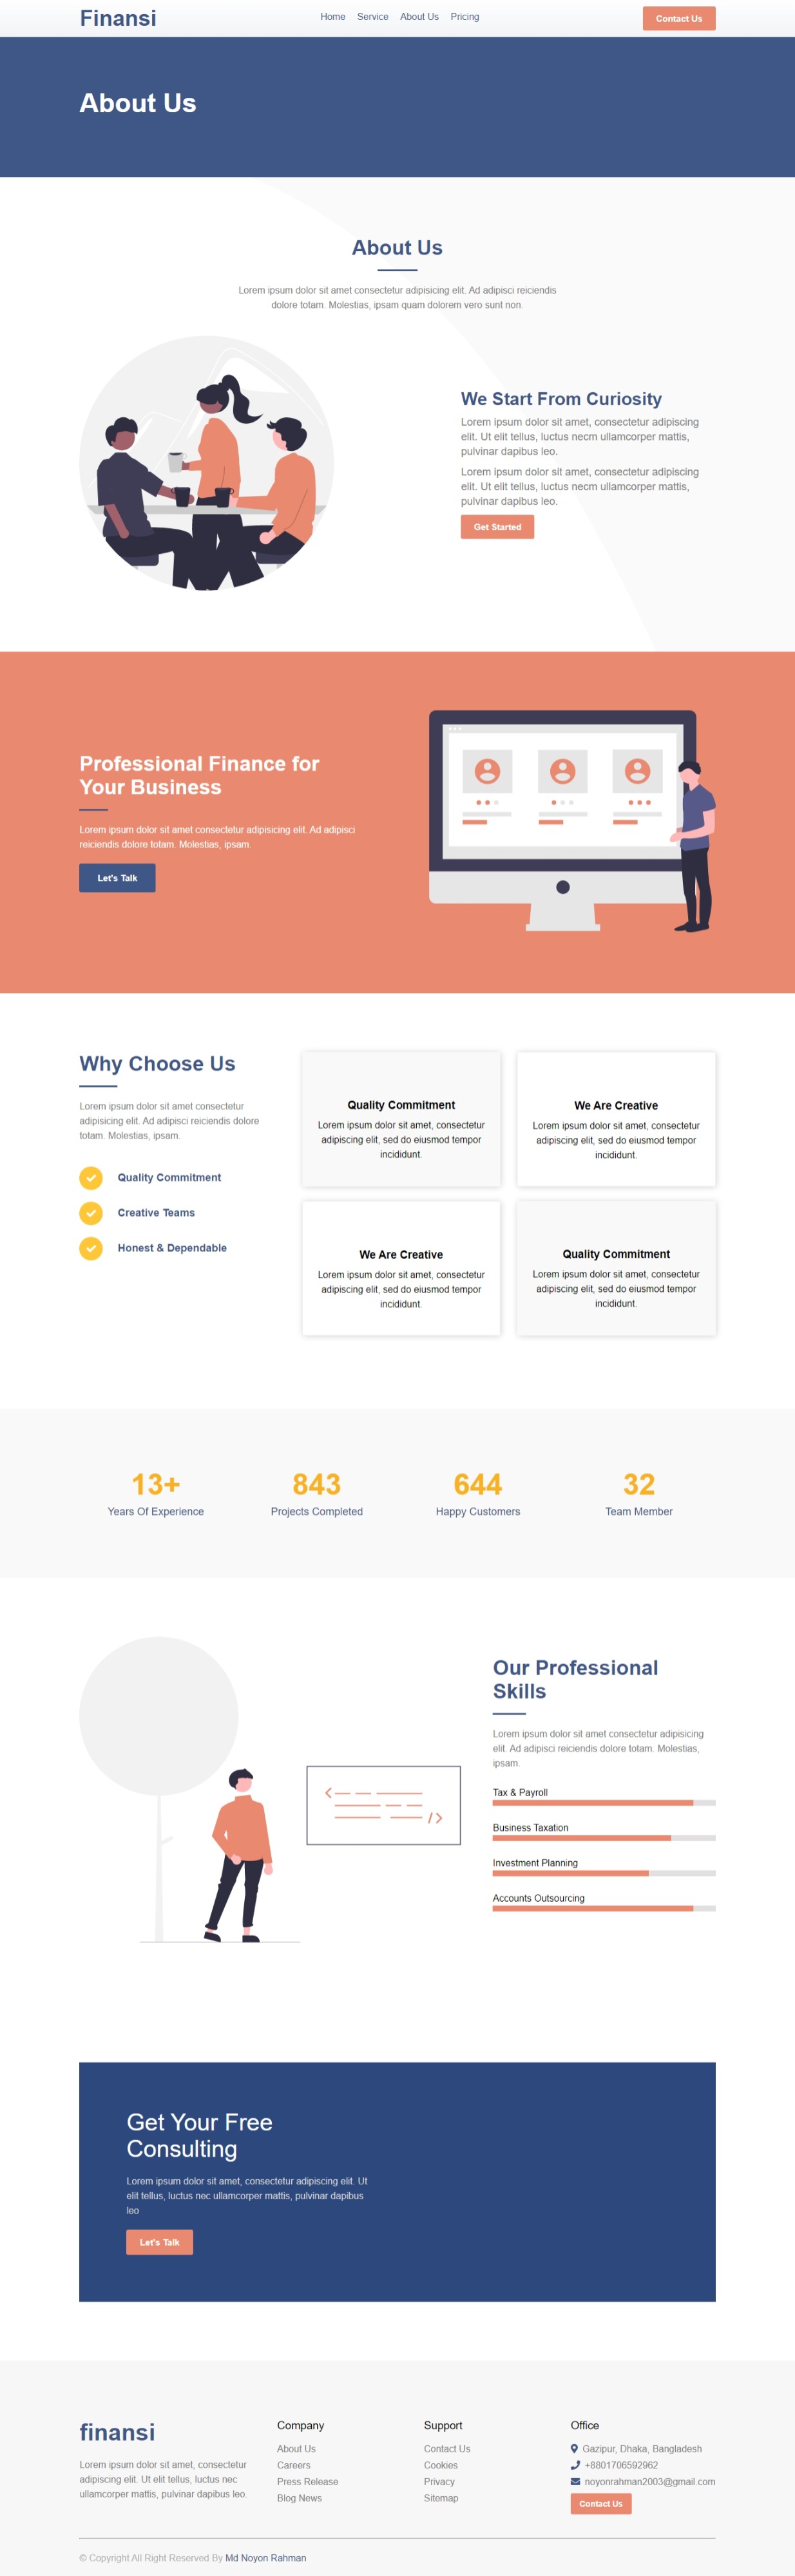 Finansi
Home Service About Us Pricing
Contact Us
About Us
About Us
Lorem ipsum dolor sit amet consectetur adipisicing elit. Ad adipisci reiciendis
dolore totam. Molestias, ipsam quam dolorem vero sunt non.
We Start From Curiosity
Lorem ipsum dolor sit amet, consectetur adipiscing
elit. Ut elit tellus, luctus necm ullamcorper mattis,
pulvinar dapibus leo.
Lorem ipsum dolor sit amet, consectetur adipiscing
elit. Ut elit tellus, luctus necm ullamcorper mattis,
pulvinar dapibus leo.
Get Started
Professional Finance for
Your Business
Lorem ipsum dolor sit amet consectetur adipisicing elit. Ad adipisci
reiciendis dolore totam. Molestias, ipsam.
Let's Talk
Why Choose Us
Lorem ipsum dolor sit amet consectetur
adipisicing elit. Ad adipisci reiciendis dolore
totam. Molestias, ipsam.
Quality Commitment
Creative Teams
Honest & Dependable
Quality Commitment
Lorem ipsum dolor sit amet, consectetur
adipiscing elit, sed do eiusmod tempor
incididunt.
We Are Creative
Lorem ipsum dolor sit amet, consectetur
adipiscing elit, sed do eiusmod tempor
incididunt.
We Are Creative
Lorem ipsum dolor sit amet, consectetur
adipiscing elit, sed do eiusmod tempor
incididunt.
Quality Commitment
Lorem ipsum dolor sit amet, consectetur
adipiscing elit, sed do eiusmod tempor
incididunt.
13+
Years Of Experience
843
Projects Completed
644
Happy Customers
32
Team Member
Our Professional
Skills
Lorem ipsum dolor sit amet consectetur adipisicing
elit. Ad adipisci reiciendis dolore totam. Molestias,
ipsam.
Tax & Payroll
Business Taxation
Investment Planning
Accounts Outsourcing
Get Your Free
Consulting
Lorem ipsum dolor sit amet, consectetur adipiscing elit. Ut
elit tellus, luctus nec ullamcorper mattis, pulvinar dapibus
leo
Let's Talk
finansi
Lorem ipsum dolor sit amet, consectetur
adipiscing elit. Ut elit tellus, luctus nec
ullamcorper mattis, pulvinar dapibus leo.
Company
About Us
Careers
Press Release
Blog News
Support
Contact Us
Cookies
Privacy
Sitemap
Office
Gazipur, Dhaka, Bangladesh
+8801706592962
noyonrahman2003@gmail.com
Contact Us
© Copyright All Right Reserved By Md Noyon Rahman